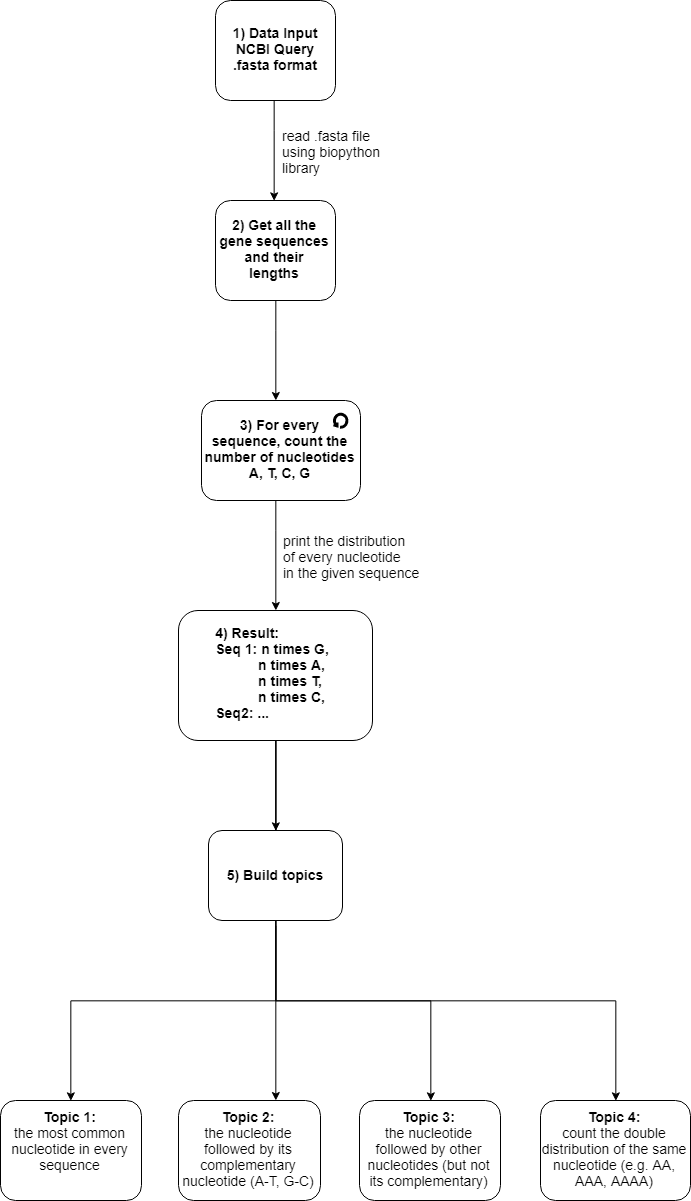 1) Data Input
NCBI Query
.fasta format
read .fasta file
using biopython
library
2) Get all the
gene sequences
and their
lengths
3) For every
sequence, count the
number of nucleotides
A, T, C, G
print the distribution
of every nucleotide
in the given sequence
4) Result:
Seq 1: n times G,
n times A,
n times T,
n times C,
Seq2: ...
5) Build topics
Topic 1:
the most common
nucleotide in every
sequence
Topic 2:
the nucleotide
followed by its
complementary
nucleotide (A-T, G-C)
Topic 3:
the nucleotide
followed by other
nucleotides (but not
its complementary)
Topic 4:
count the double
distribution of the same
nucleotide (e.g. AA,
AAA, AAAA)